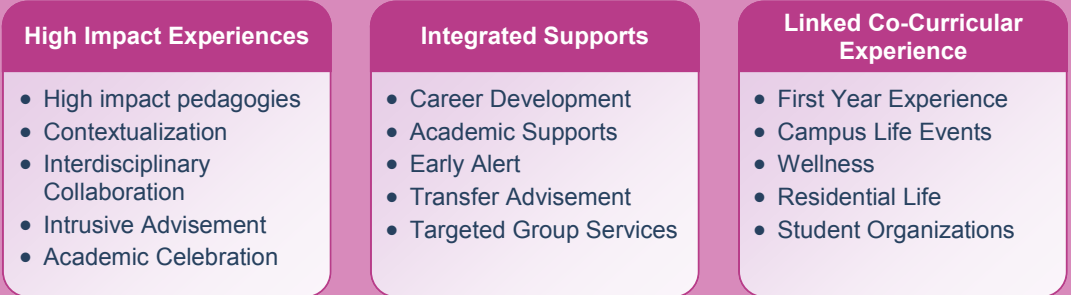 High Impact Experiences
• High impact pedagogies
• Contextualization
• Interdisciplinary
Collaboration
• Intrusive Advisement
• Academic Celebration
Integrated Supports
• Career Development
• Academic Supports
• Early Alert
• Transfer Advisement
• Targeted Group Services
Linked Co-Curricular
Experience
• First Year Experience
• Campus Life Events
• Wellness
• Residential Life
• Student Organizations